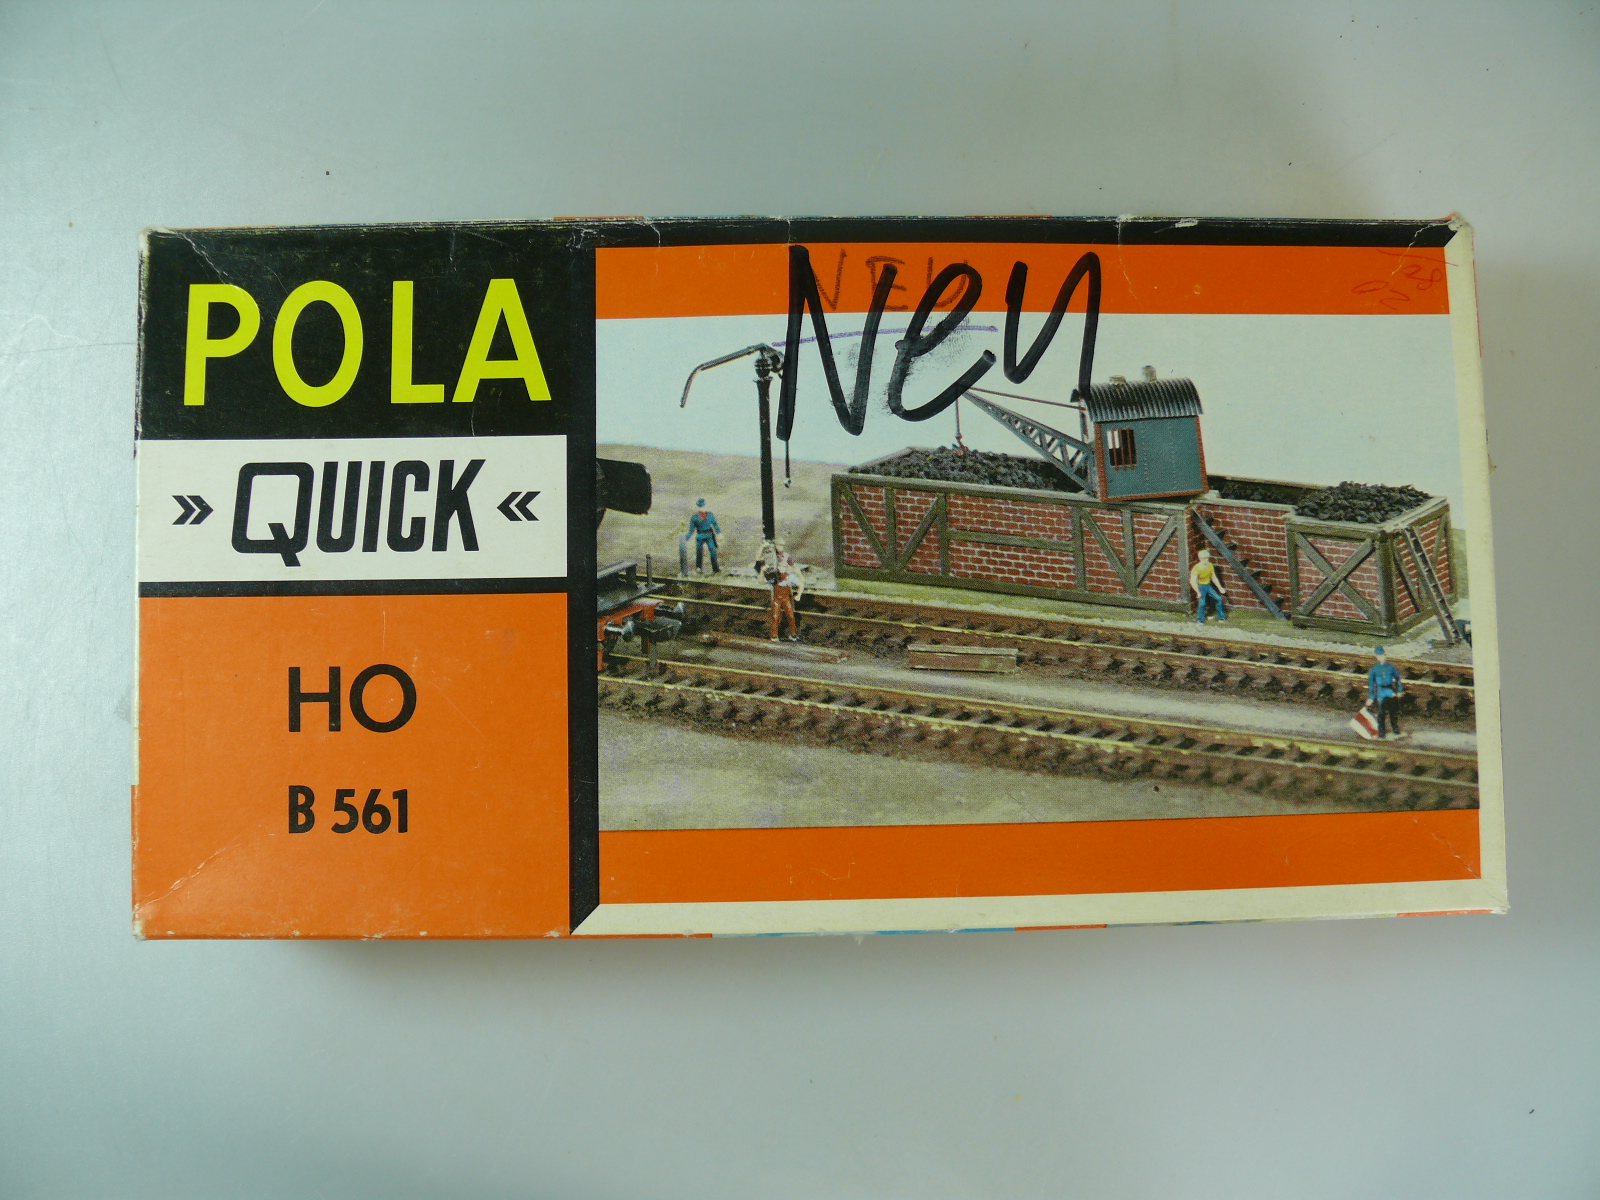 POLA
» QUICK «
HO
B 561
NEU
Neu